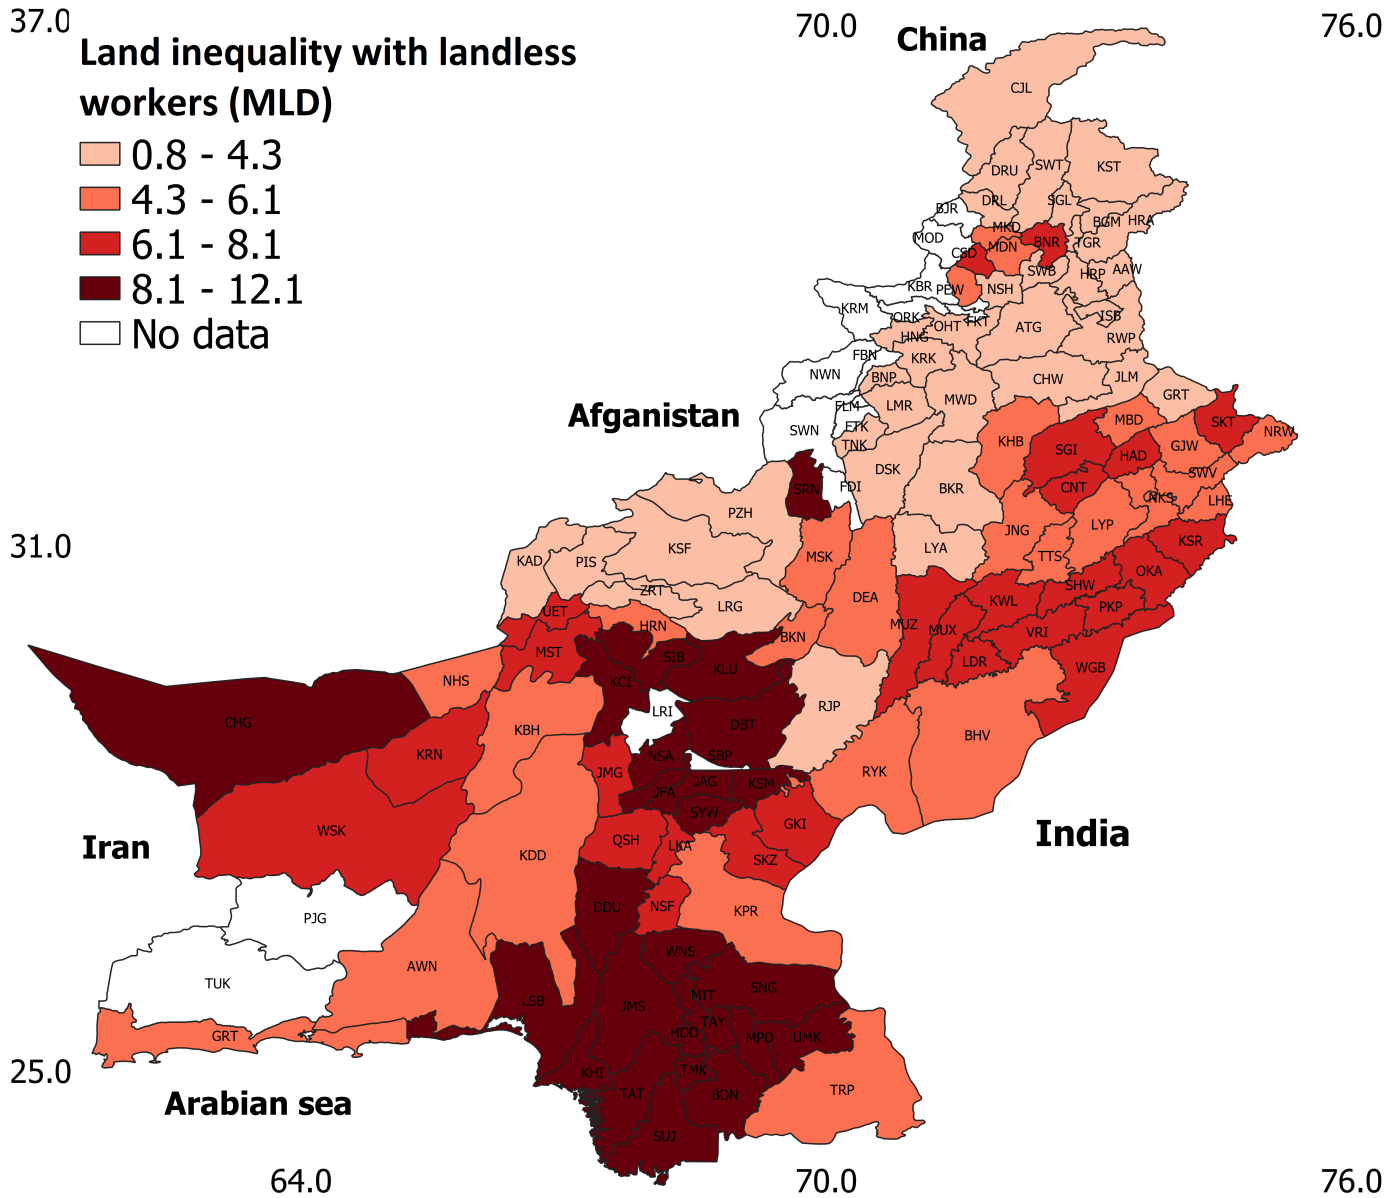 37.0
70.0
76.0
China
Land inequality with landless
workers (MLD)
0.8 - 4.3
4.3 - 6.1
6.1 - 8.1
8.1 - 12.1
No data
CJL
DRU
SWT
KST
DRL
SGL
BJR
MKD
BGM
HRA
MOD
CSD
MDN
BNR
TGR
SWB
HRP
AAW
KBR
PEW
NSH
KRM
ORK
OHT
FKT
ATG
ISB
HNG
RWP
FBN
KRK
NWN
BNP
CHW
JLM
FLM
LMR
MWD
GRT
Afganistan
SWN
FTK
KHB
MBD
SKT
NRW
TNK
SGI
HAD
GJW
DSK
SWV
SRN
FDI
BKR
CNT
NKS
LHE
PZH
JNG
LYP
31.0
KSF
MSK
LYA
TTS
KSR
KAD
PIS
OKA
ZRT
LRG
DEA
KWL
SHW
UET
HRN
BKN
MUZ
MUX
VRI
PKP
MST
SIB
KLU
LDR
WGB
NHS
KCI
LRI
RJP
CHG
KBH
DBT
BHV
KRN
NSA
SBP
JMG
RYK
JFA
JAG
KSM
SYW
WSK
GKI
India
Iran
QSH
LKA
SKZ
KDD
PJG
DDU
NSF
KPR
AWN
WNS
TUK
LSB
JMS
MIT
SNG
GRT
HDD
TAY
MPD
UMK
25.0
KHI
TMK
TRP
Arabian sea
TAT
BDN
SUJ
64.0
70.0
76.0